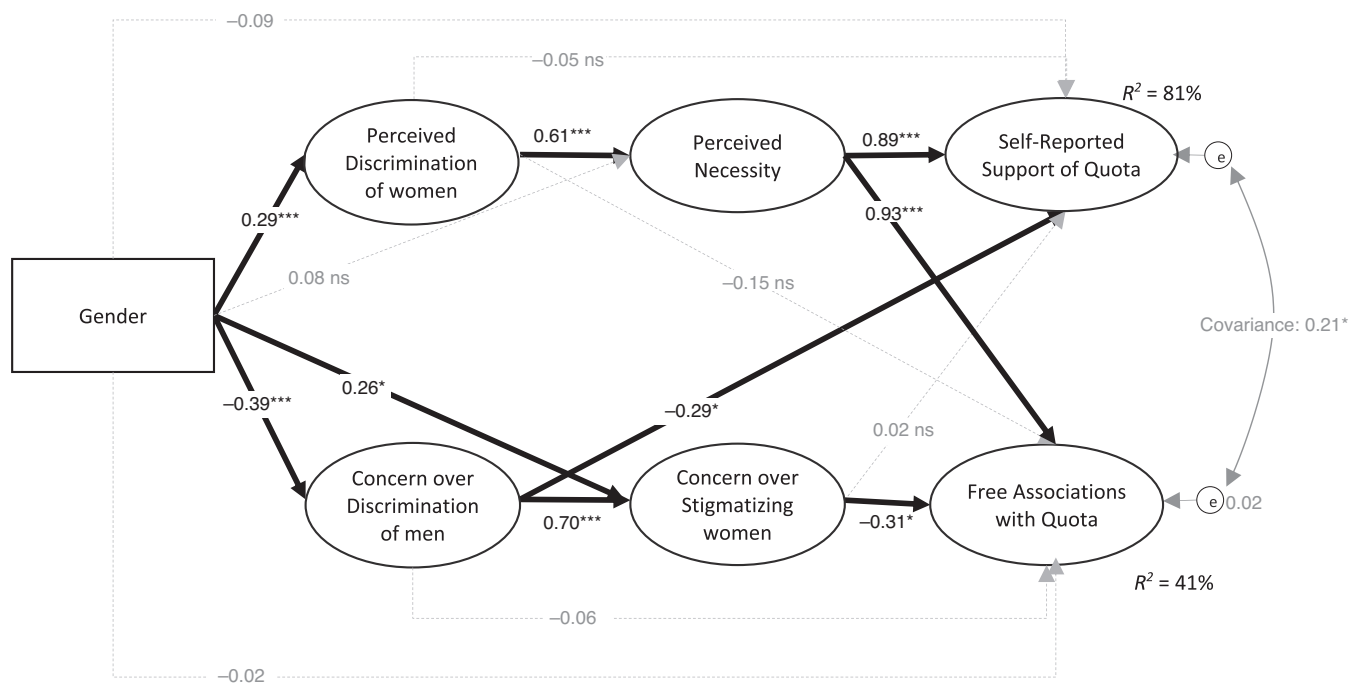 –0.09
–0.05 ns
R² = 81%
Perceived
Discrimination
of women
0.61***
Perceived
Necessity
0.89***
Self-Reported
Support of Quota
e
0.29***
0.93***
0.08 ns
–0.15 ns
Gender
Covariance: 0.21*
0.26*
–0.39***
–0.29*
0.02 ns
Concern over
Discrimination
of men
0.70***
Concern over
Stigmatizing
women
–0.31*
Free Associations
with Quota
e
0.02
R² = 41%
–0.06
–0.02